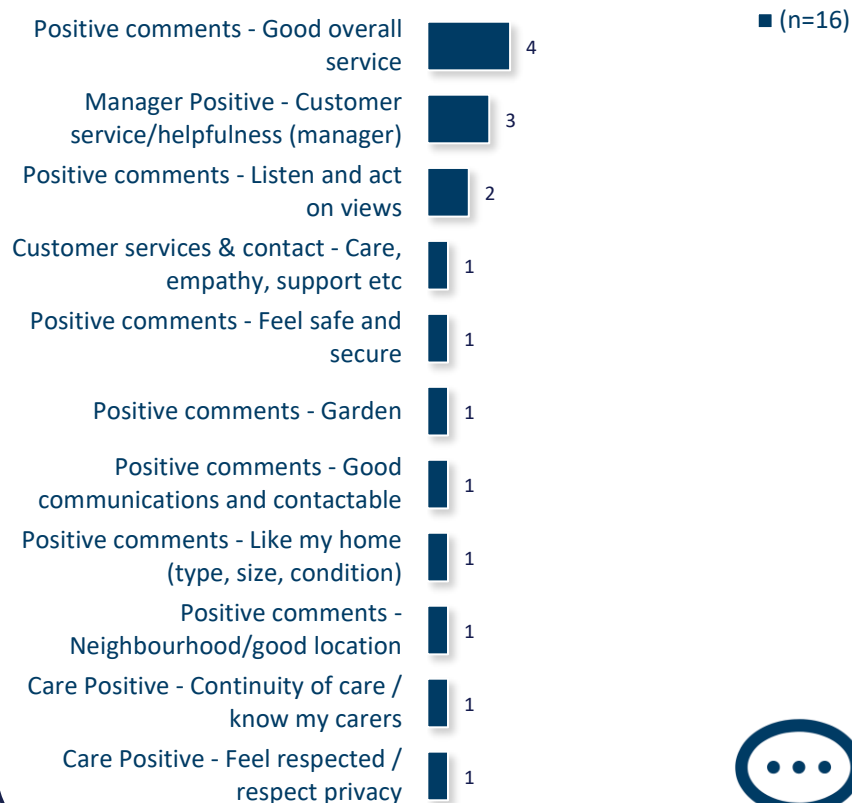 ■ (n=16)
Positive comments - Good overall
service
4
Manager Positive - Customer
service/helpfulness (manager)
3
Positive comments - Listen and act
on views
2
Customer services & contact - Care,
empathy, support etc
1
Positive comments - Feel safe and
secure
1
Positive comments - Garden
1
Positive comments - Good
communications and contactable
1
Positive comments - Like my home
(type, size, condition)
1
Positive comments -
Neighbourhood/good location
1
Care Positive - Continuity of care /
know my carers
1
Care Positive - Feel respected /
respect privacy
1